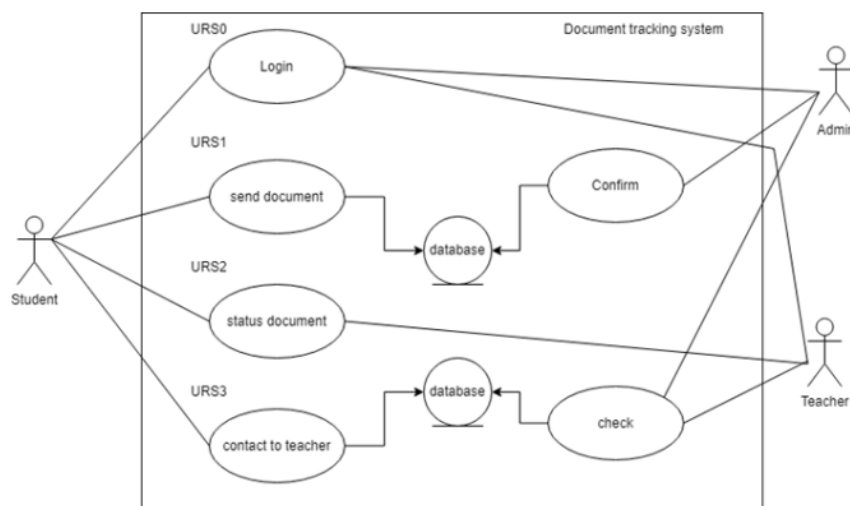 URS0
Document tracking system
Login
Admin
URS1
Confirm
send document
database
URS2
Student
status document
URS3
database
Teacher
check
contact to teacher